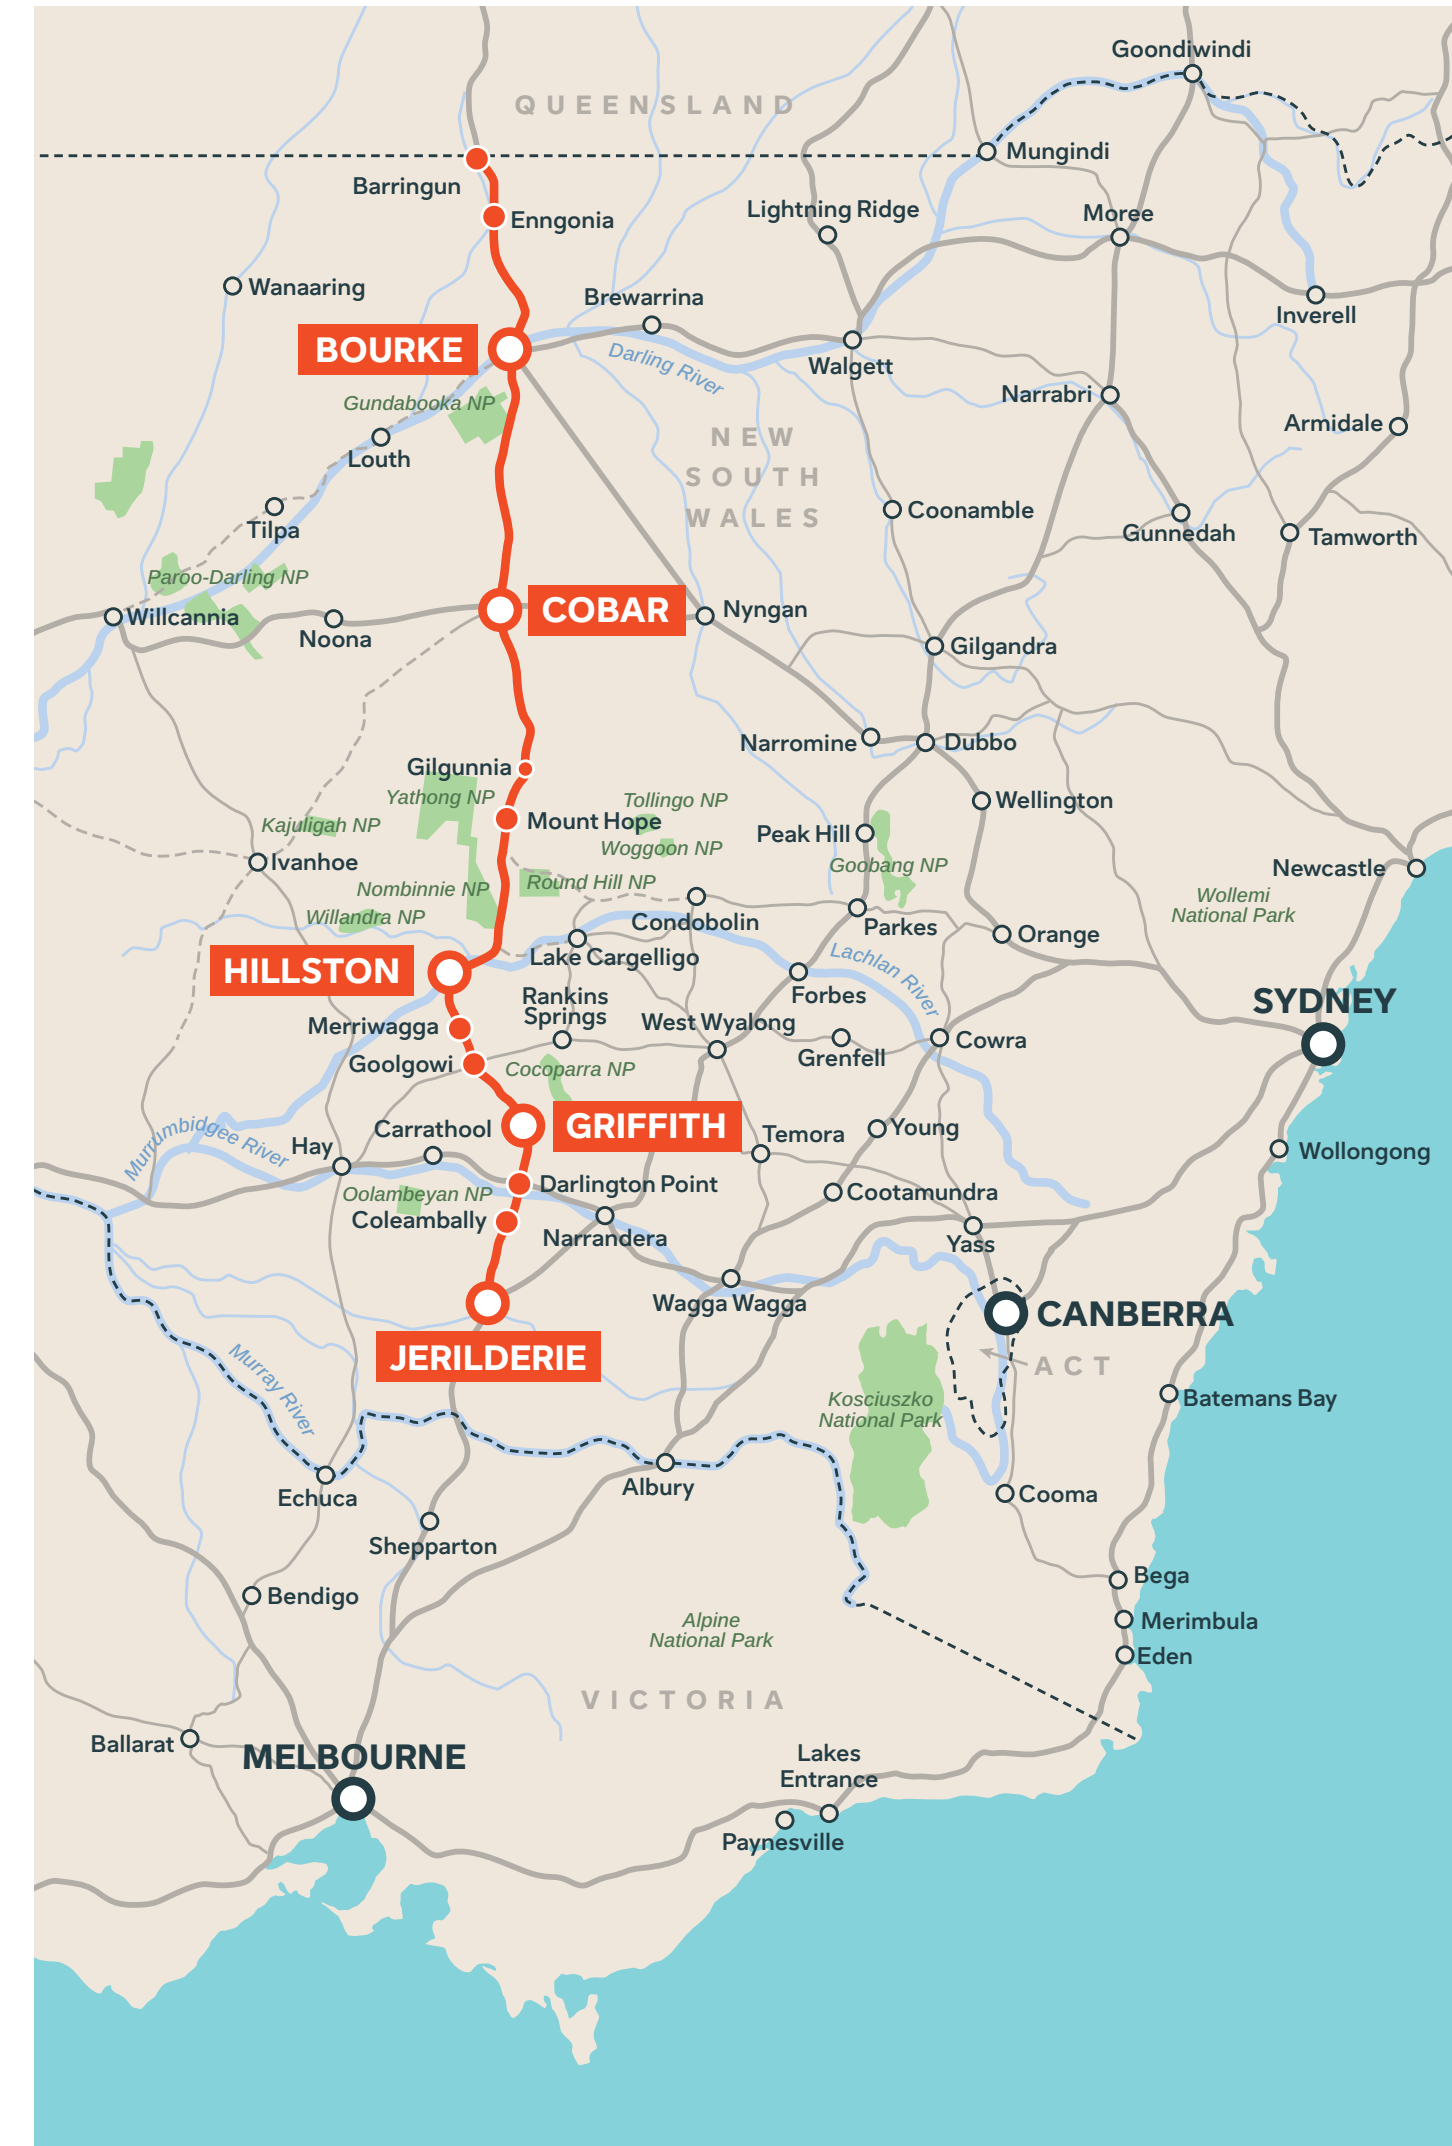 Goondiwindi
QUEENSLAND
Mungindi
Barringun
Lightning Ridge
Moree
Enngonia
Wanaaring
Brewarrina
Inverell
BOURKE
Darling River
Walgett
Narrabri
Gundabooka NP
Armidale
NEW
SOUTH
WALES
Louth
Coonamble
Tilpa
Gunnedah
Tamworth
Paroo-Darling NP
Willcannia
Noona
COBAR
Nyngan
Gilgandra
Narromine
Dubbo
Gilgunnia
Yathong NP
Tollingo NP
Wellington
Kajuligah NP
Mount Hope
Peak Hill
Woggoon NP
Ivanhoe
Goobang NP
Newcastle
Nombinnie NP
Round Hill NP
Wollemi
National Park
Willandra NP
Condobolin
Parkes
Orange
HILLSTON
Lake Cargelligo
Lachlan River
Forbes
Rankins
Springs
SYDNEY
Merriwagga
West Wyalong
Grenfell
Cowra
Goolgowi
Cocoparra NP
Murrumbidgee River
Carrathool
GRIFFITH
Temora
Young
Hay
Wollongong
Darlington Point
Oolambeyan NP
Cootamundra
Coleambally
Narrandera
Yass
Wagga Wagga
CANBERRA
JERILDERIE
ACT
Murray River
Kosciuszko
National Park
Batemans Bay
Echuca
Albury
Cooma
Shepparton
Bega
Bendigo
Alpine
National Park
Merimbula
Eden
VICTORIA
Ballarat
MELBOURNE
Lakes
Entrance
Paynesville